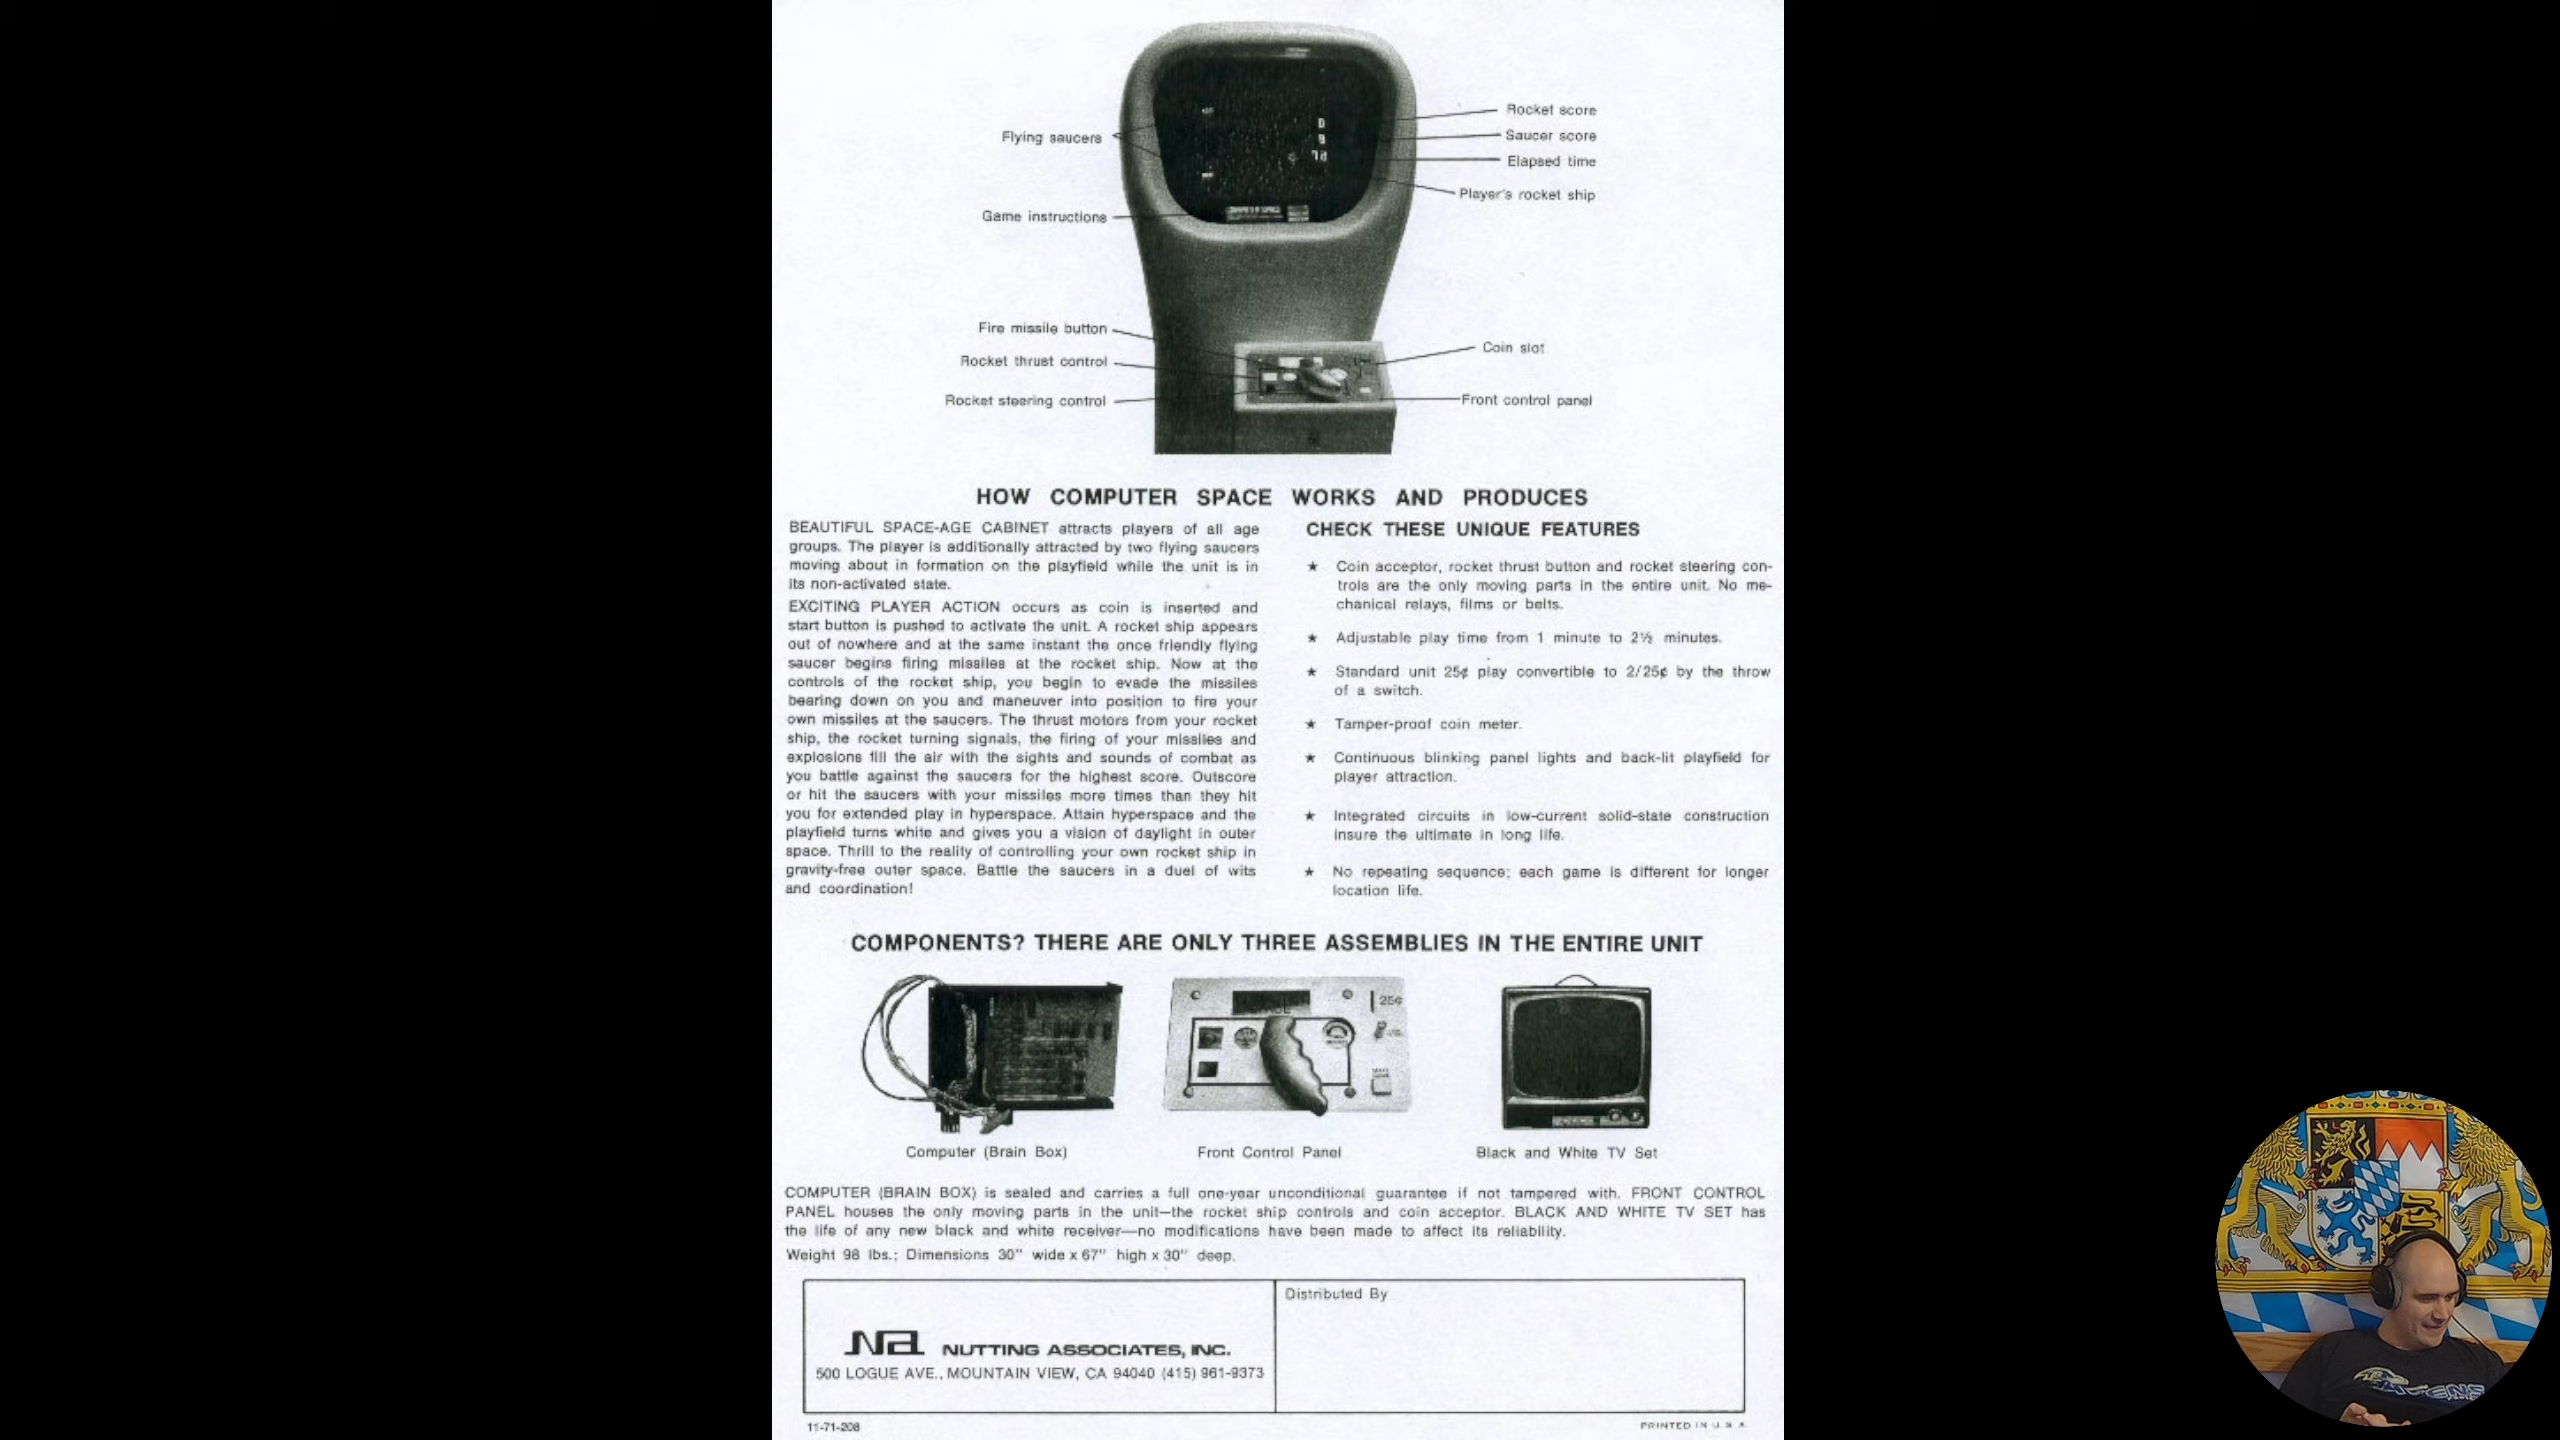 Rocket score
Flying saucers
Saucer score
Elapsed time
Player's rocket ship
Game instructions
Fire missile button
Coin slot
Rocket thrust control
Rocket steering control
Front control panel
HOW COMPUTER SPACE WORKS AND PRODUCES
BEAUTIFUL SPACE-AGE CABINET attracts players of all age
groups. The player is additionally attracted by two flying saucers
moving about in formation on the playfield while the unit is in
its non-activated state.
EXCITING PLAYER ACTION occurs as coin is inserted and
start button is pushed to activate the unit. A rocket ship appears
out of nowhere and at the same instant the once friendly flying
saucer begins firing missiles at the rocket ship. Now at the
controls of the rocket ship, you begin to evade the missiles
bearing down on you and maneuver into position to fire your
own missiles at the saucers. The thrust motors from your rocket
ship, the rocket turning signals, the firing of your missiles and
explosions fill the air with the sights and sounds of combat as
you battle against the saucers for the highest score. Outscore
or hit the saucers with your missiles more times than they hit
you for extended play in hyperspace. Attain hyperspace and the
playfield turns white and gives you a vision of daylight in outer
space. Thrill to the reality of controlling your own rocket ship in
gravity-free outer space. Battle the saucers in a duel of wits
and coordination!
CHECK THESE UNIQUE FEATURES
★ Coin acceptor, rocket thrust button and rocket steering con-
trols are the only moving parts in the entire unit. No me-
chanical relays, films or belts.
★ Adjustable play time from 1 minute to 2½ minutes.
★ Standard unit 25¢ play convertible to 2/25¢ by the throw
of a switch.
★ Tamper-proof coin meter.
★ Continuous blinking panel lights and back-lit playfield for
player attraction.
★ Integrated circuits in low-current solid-state construction
insure the ultimate in long life.
★ No repeating sequence; each game is different for longer
location life.
COMPONENTS? THERE ARE ONLY THREE ASSEMBLIES IN THE ENTIRE UNIT
25¢
Computer (Brain Box)
Front Control Panel
Black and White TV Set
COMPUTER (BRAIN BOX) is sealed and carries a full one-year unconditional guarantee if not tampered with. FRONT CONTROL
PANEL houses the only moving parts in the unit—the rocket ship controls and coin acceptor. BLACK AND WHITE TV SET has
the life of any new black and white receiver—no modifications have been made to affect its reliability.
Weight 98 lbs.; Dimensions 30" wide x 67" high x 30" deep.
na NUTTING ASSOCIATES, INC.
500 LOGUE AVE., MOUNTAIN VIEW, CA 94040 (415) 961-9373
Distributed By
11-71-208
PRINTED IN U.S.A.